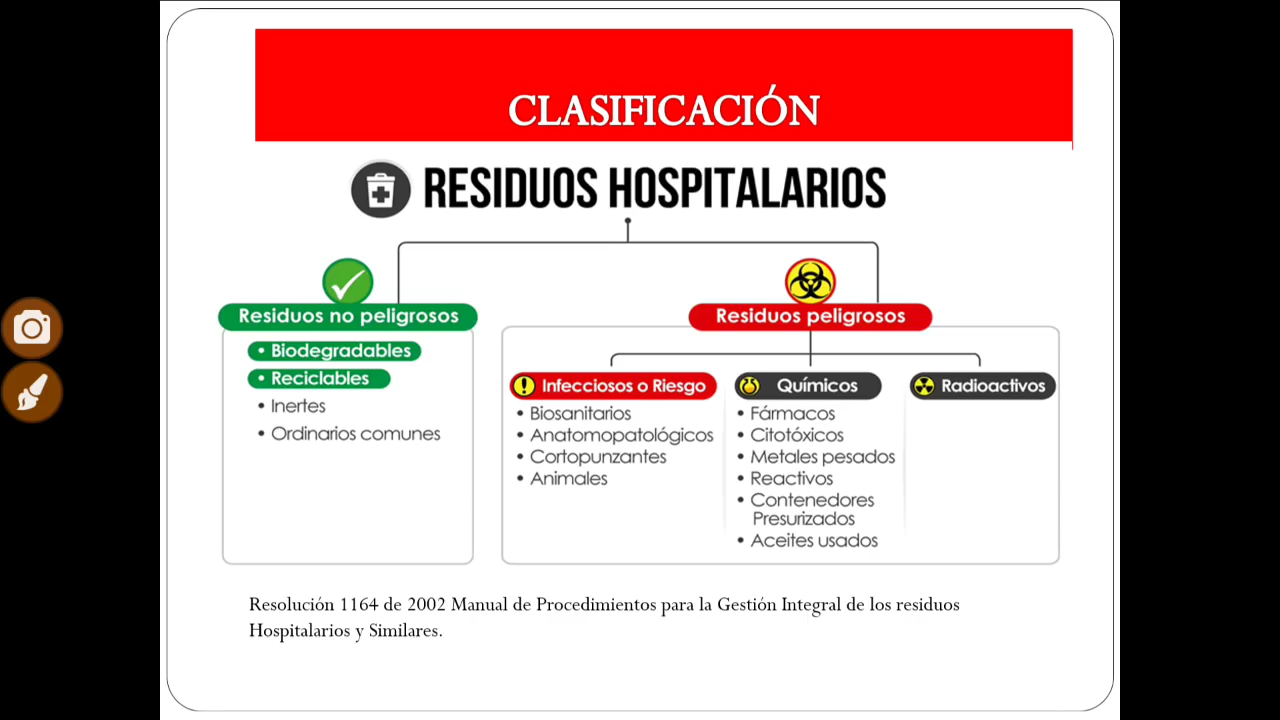 CLASIFICACIÓN
RESIDUOS HOSPITALARIOS
Residuos no peligrosos
• Biodegradables
• Reciclables
• Inertes
• Ordinarios comunes
Residuos peligrosos
Infecciosos o Riesgo
• Biosanitarios
• Anatomopatológicos
• Cortopunzantes
• Animales
Químicos
• Fármacos
• Citotóxicos
• Metales pesados
• Reactivos
• Contenedores
Presurizados
• Aceites usados
Radioactivos
Resolución 1164 de 2002 Manual de Procedimientos para la Gestión Integral de los residuos
Hospitalarios y Similares.